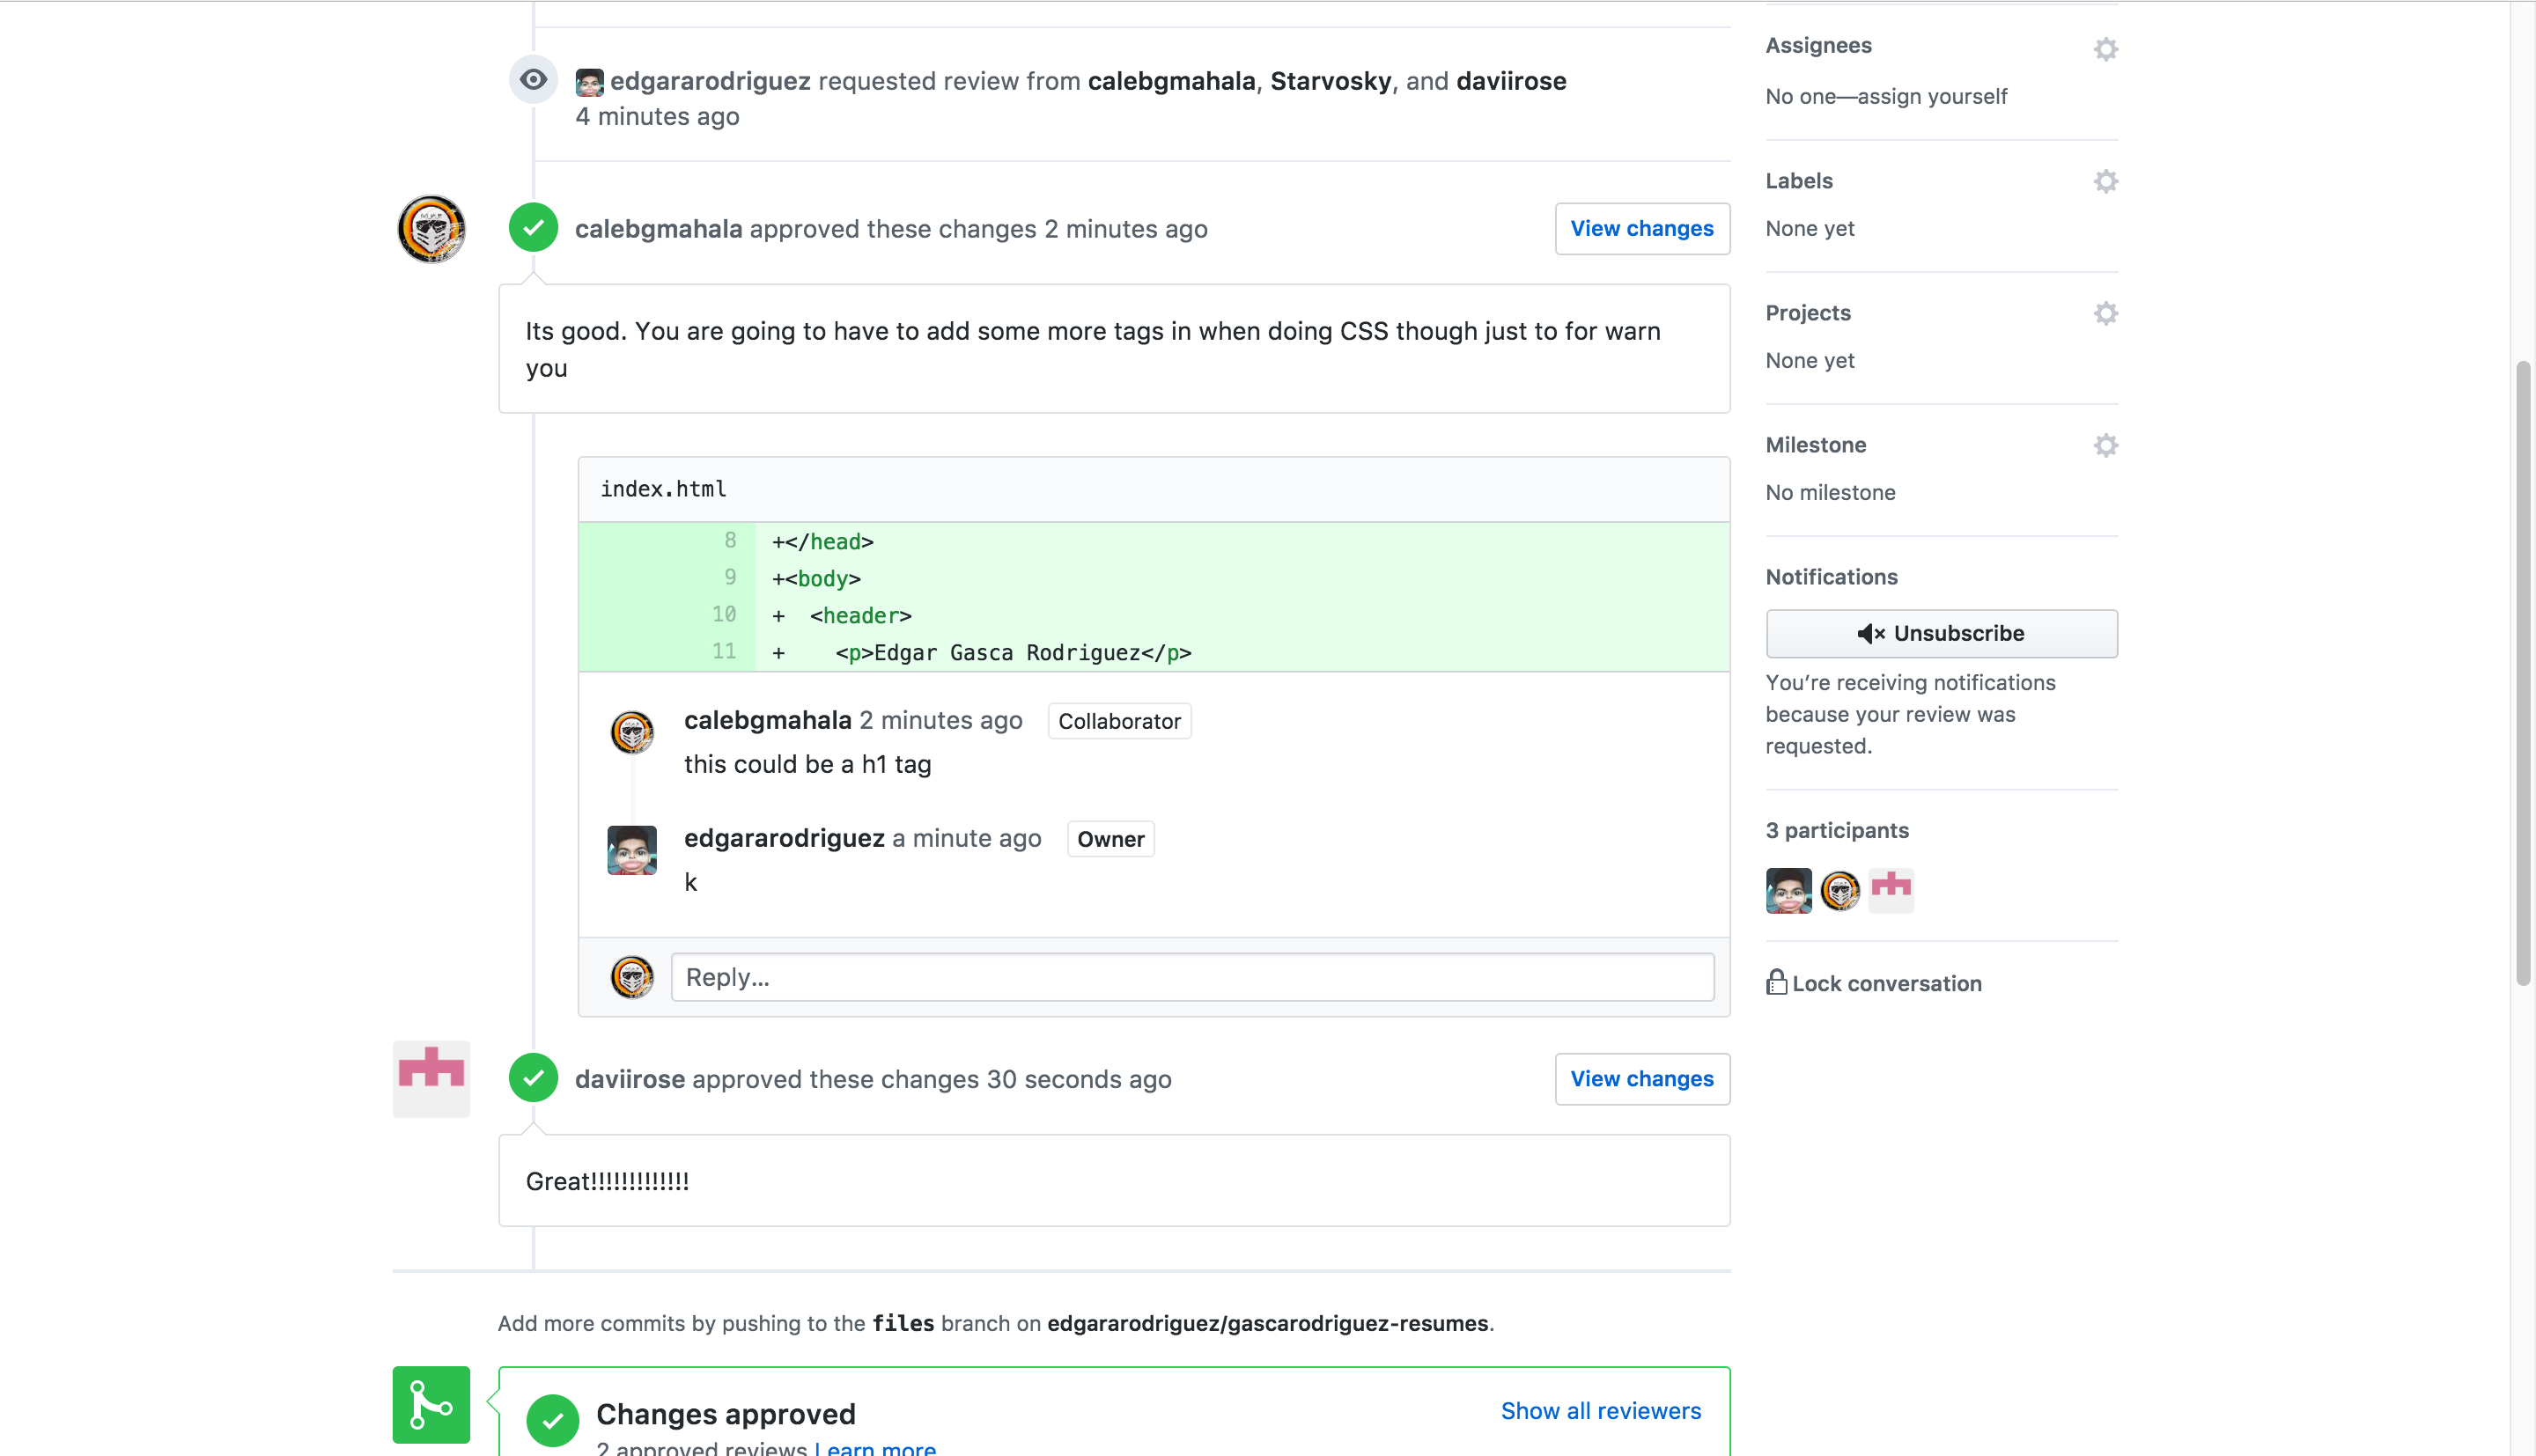 edgararodriguez requested review from calebgmahala, Starvosky, and daviirose
4 minutes ago
calebgmahala approved these changes 2 minutes ago
View changes
Its good. You are going to have to add some more tags in when doing CSS though just to for warn
you
index.html
8 +</head>
9 +<body>
10 + <header>
11 + <p>Edgar Gasca Rodriguez</p>
calebgmahala 2 minutes ago Collaborator
this could be a h1 tag
edgararodriguez a minute ago Owner
k
Reply...
daviirose approved these changes 30 seconds ago
View changes
Great!!!!!!!!!!!!!
Add more commits by pushing to the files branch on edgararodriguez/gascarodriguez-resumes.
Changes approved
Show all reviewers
2 approved reviews Learn more
Assignees
No one—assign yourself
Labels
None yet
Projects
None yet
Milestone
No milestone
Notifications
Unsubscribe
You’re receiving notifications
because your review was
requested.
3 participants
Lock conversation